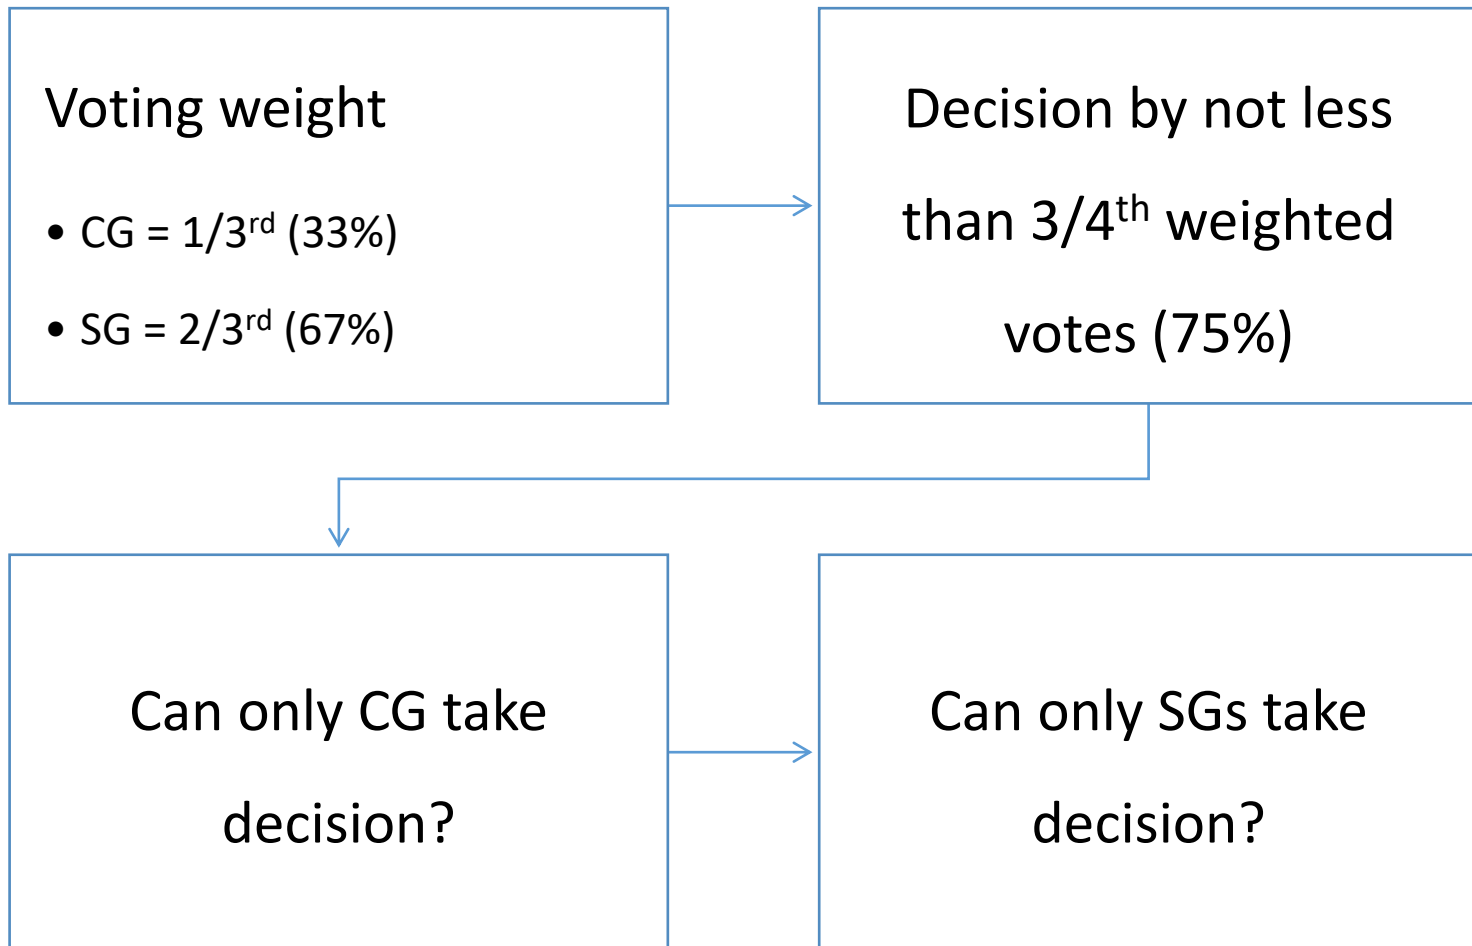 Voting weight
• CG = 1/3rd (33%)
• SG = 2/3rd (67%)
Decision by not less
than 3/4th weighted
votes (75%)
Can only CG take
decision?
Can only SGs take
decision?